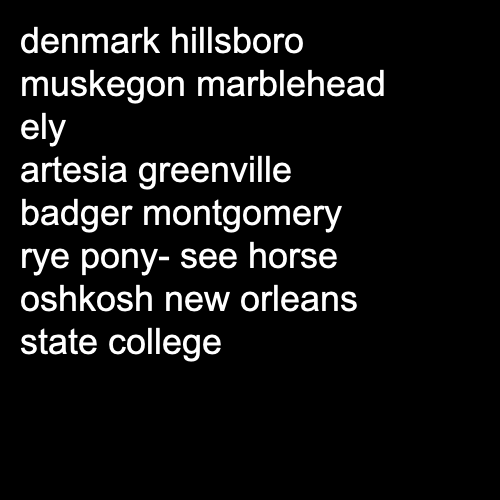 denmark hillsboro
muskegon marblehead
ely
artesia greenville
badger montgomery
rye pony- see horse
oshkosh new orleans
state college